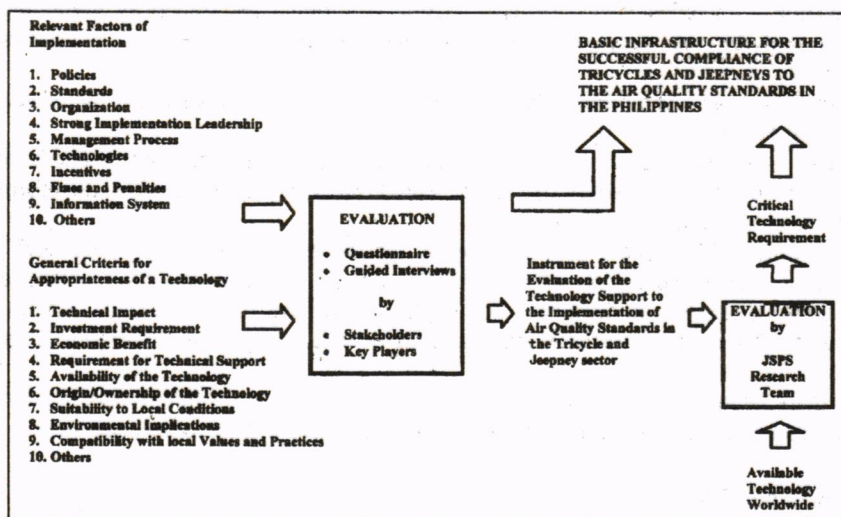 Relevant Factors of
Implementation
1. Policies
2. Standards
3. Organization
4. Strong Implementation Leadership
5. Management Process
6. Technologies
7. Incentives
8. Fines and Penalties
9. Information System
10. Others
General Criteria for
Appropriateness of a Technology
1. Technical Impact
2. Investment Requirement
3. Economic Benefit
4. Requirement for Technical Support
5. Availability of the Technology
6. Origin/Ownership of the Technology
7. Suitability to Local Conditions
8. Environmental Implications
9. Compatibility with local Values and Practices
10. Others
EVALUATION
• Questionnaire
• Guided Interviews
by
• Stakeholders
• Key Players
BASIC INFRASTRUCTURE FOR THE
SUCCESSFUL COMPLIANCE OF
TRICYCLES AND JEEPNEYS TO
THE AIR QUALITY STANDARDS IN
THE PHILIPPINES
Instrument for the
Evaluation of the
Technology Support to
the Implementation of
Air Quality Standards in
the Tricycle and
Jeepney sector
Critical
Technology
Requirement
EVALUATION
by
JSPS
Research
Team
Available
Technology
Worldwide